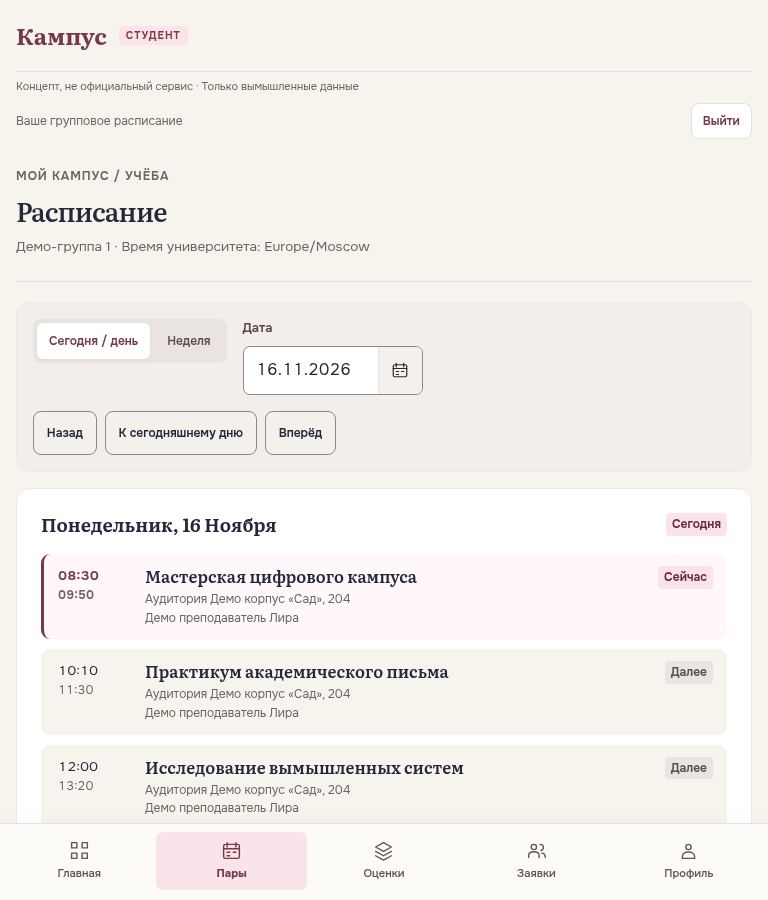 Кампус
СТУДЕНТ
Концепт, не официальный сервис · Только вымышленные данные
Ваше групповое расписание
Выйти
МОЙ КАМПУС / УЧЁБА
Расписание
Демо-группа 1 · Время университета: Europe/Moscow
Сегодня / день
Неделя
Дата
16.11.2026
Назад
К сегодняшнему дню
Вперёд
Понедельник, 16 Ноября
Сегодня
08:30
09:50
Мастерская цифрового кампуса
Аудитория Демо корпус «Сад», 204
Демо преподаватель Лира
Сейчас
10:10
11:30
Практикум академического письма
Аудитория Демо корпус «Сад», 204
Демо преподаватель Лира
Далее
12:00
13:20
Исследование вымышленных систем
Аудитория Демо корпус «Сад», 204
Демо преподаватель Лира
Далее
Главная
Пары
Оценки
Заявки
Профиль